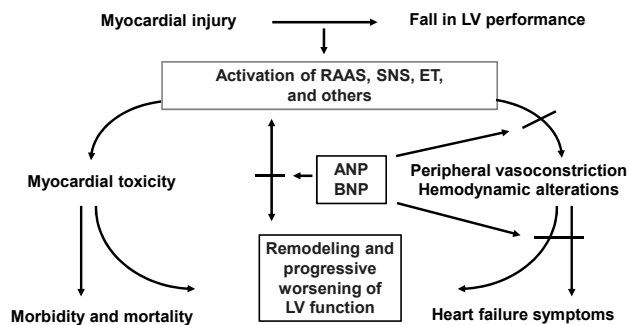 Myocardial injury
Fall in LV performance
Activation of RAAS, SNS, ET,
and others
Myocardial toxicity
ANP
BNP
Peripheral vasoconstriction
Hemodynamic alterations
Remodeling and
progressive
worsening of
LV function
Morbidity and mortality
Heart failure symptoms